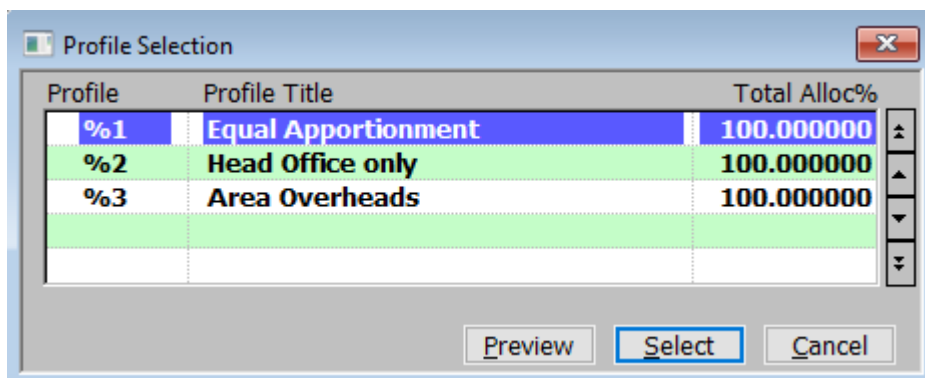 Profile Selection
Profile Profile Title Total Alloc%
%1 Equal Apportionment 100.000000
%2 Head Office only 100.000000
%3 Area Overheads 100.000000
Preview Select Cancel